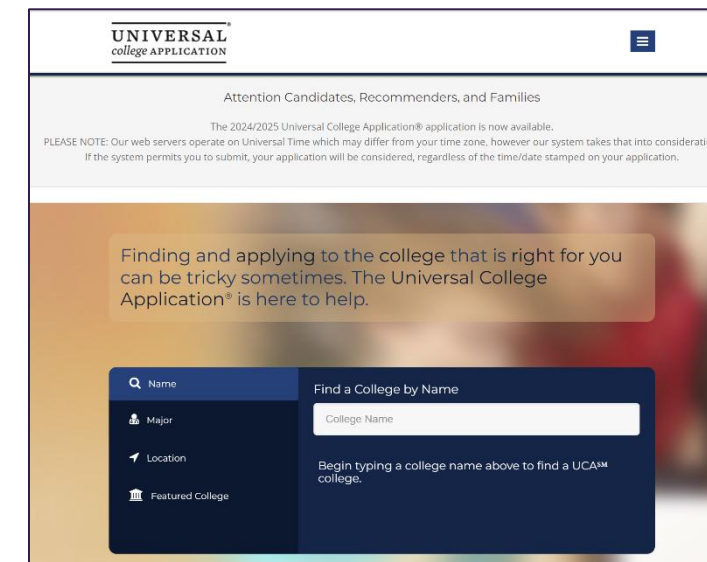 UNIVERSAL®
college APPLICATION
Attention Candidates, Recommenders, and Families
The 2024/2025 Universal College Application® application is now available.
PLEASE NOTE: Our web servers operate on Universal Time which may differ from your time zone, however our system takes that into considerati
If the system permits you to submit, your application will be considered, regardless of the time/date stamped on your application.
Finding and applying to the college that is right for you
can be tricky sometimes. The Universal College
Application® is here to help.
Name
Find a College by Name
Major
College Name
Location
Begin typing a college name above to find a UCA℠
college.
Featured College